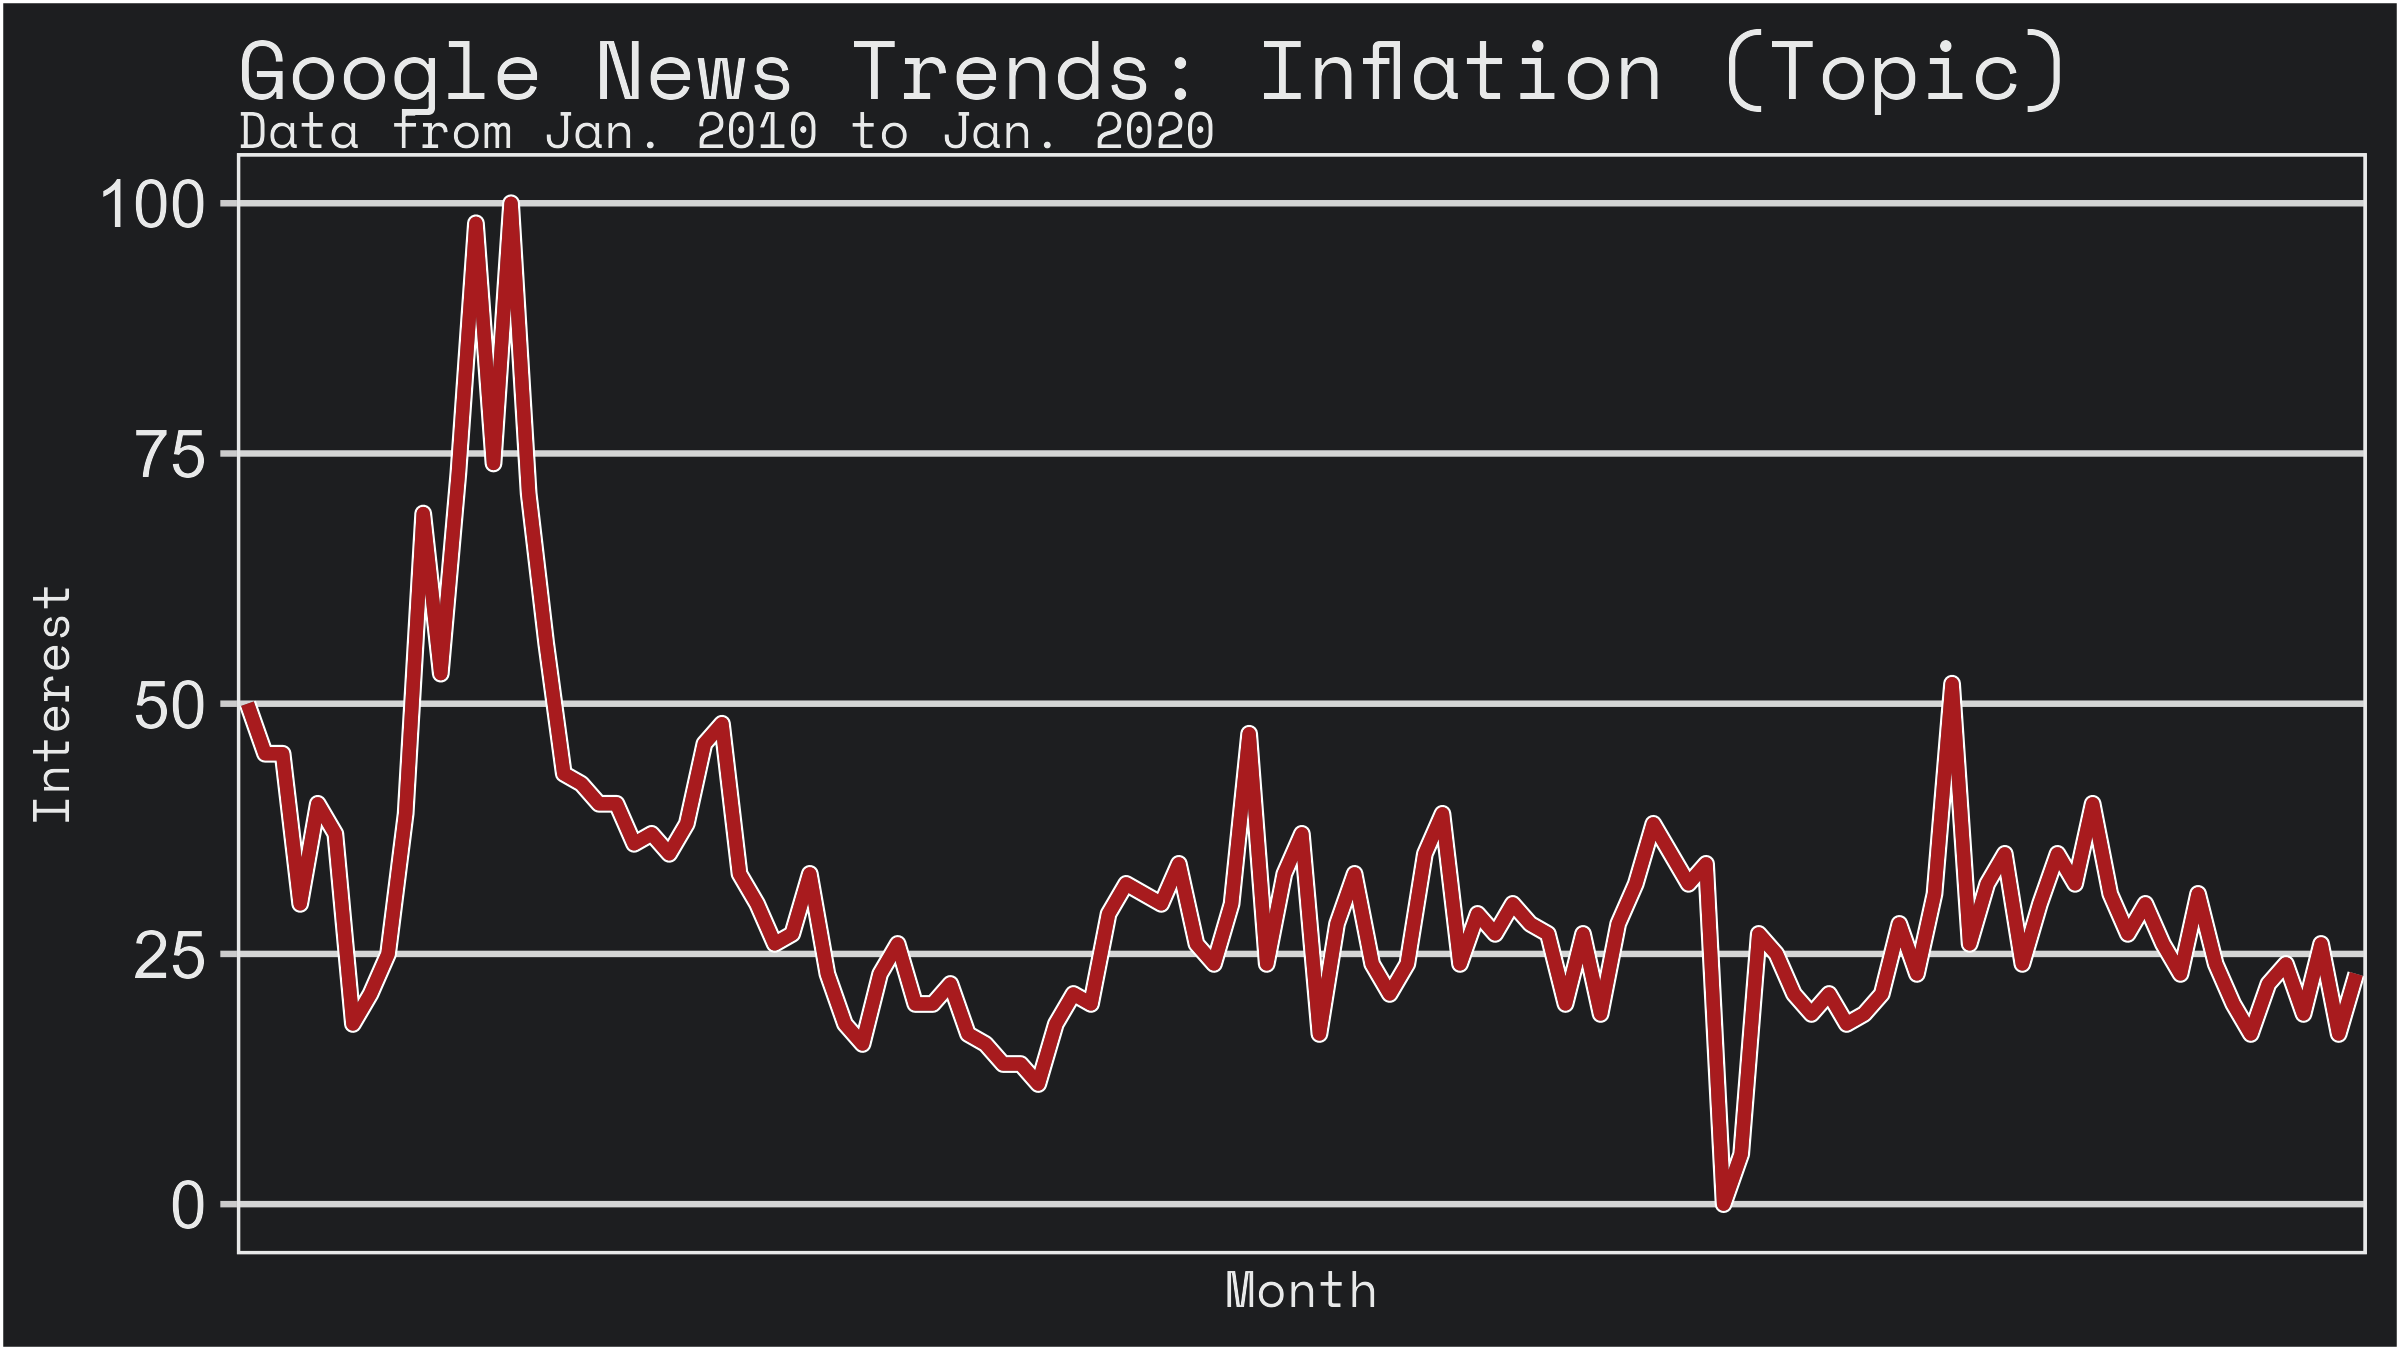 Google News Trends: Inflation (Topic)
Data from Jan. 2010 to Jan. 2020
100
75
50
25
0
Interest
Month